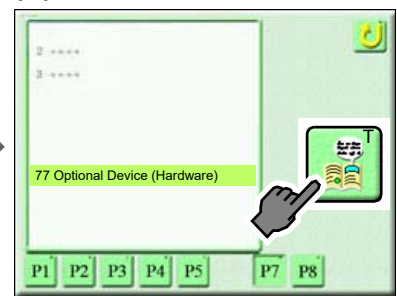 2 ----
3 ----
T
77 Optional Device (Hardware)
P1 P2 P3 P4 P5 P7 P8